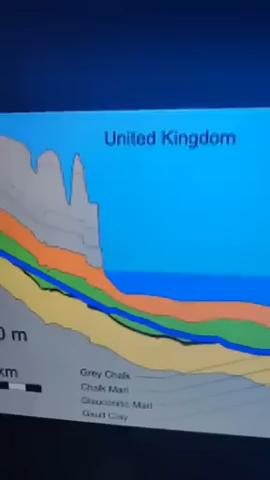 United Kingdom
0 m
km
Grey Chalk
Chalk Marl
Glauconitic Marl
Gault Clay